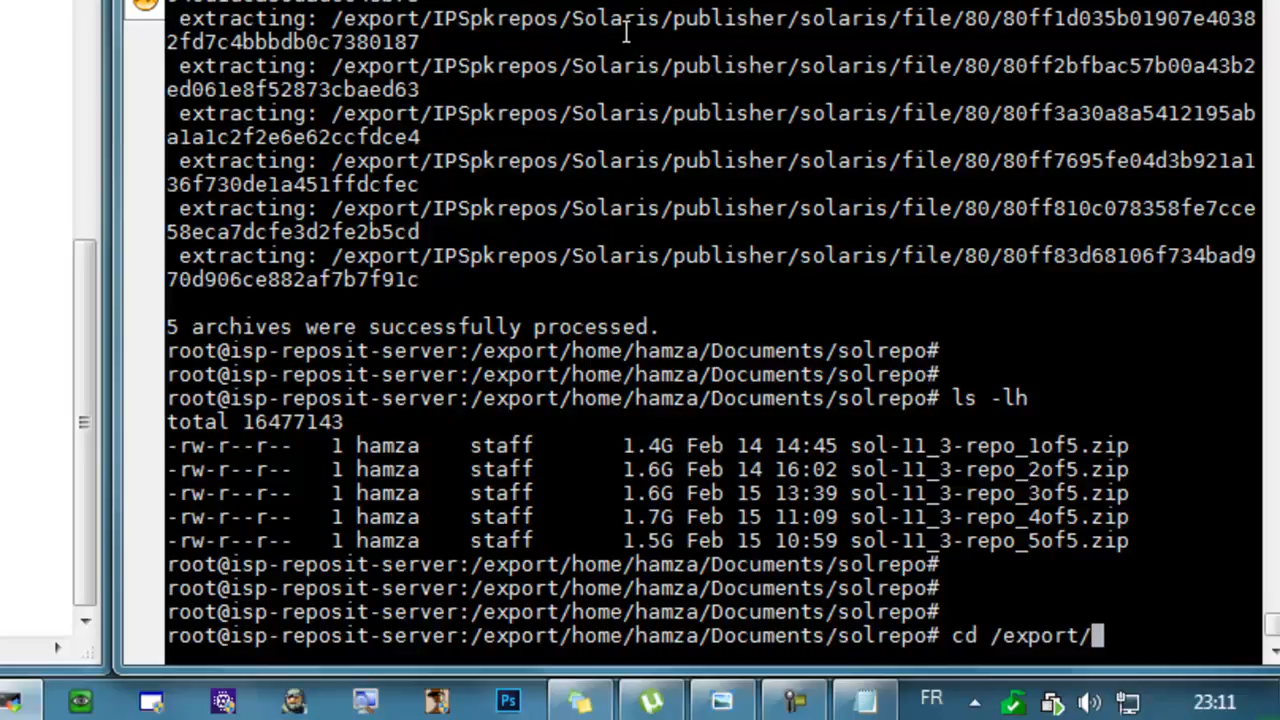 extracting: /export/IPSpkrepos/Solaris/publisher/solaris/file/80/80ff1d035b01907e4038
2fd7c4bbbdb0c7380187
extracting: /export/IPSpkrepos/Solaris/publisher/solaris/file/80/80ff2bfbac57b00a43b2
ed061e8f52873cbaed63
extracting: /export/IPSpkrepos/Solaris/publisher/solaris/file/80/80ff3a30a8a5412195ab
a1a1c2f2e6e62ccfdce4
extracting: /export/IPSpkrepos/Solaris/publisher/solaris/file/80/80ff7695fe04d3b921a1
36f730de1a451ffdcfec
extracting: /export/IPSpkrepos/Solaris/publisher/solaris/file/80/80ff810c078358fe7cce
58eca7dcfe3d2fe2b5cd
extracting: /export/IPSpkrepos/Solaris/publisher/solaris/file/80/80ff83d68106f734bad9
70d906ce882af7b7f91c
5 archives were successfully processed.
root@isp-reposit-server:/export/home/hamza/Documents/solrepo#
root@isp-reposit-server:/export/home/hamza/Documents/solrepo#
root@isp-reposit-server:/export/home/hamza/Documents/solrepo# ls -lh
total 16477143
-rw-r--r-- 1 hamza staff 1.4G Feb 14 14:45 sol-11_3-repo_1of5.zip
-rw-r--r-- 1 hamza staff 1.6G Feb 14 16:02 sol-11_3-repo_2of5.zip
-rw-r--r-- 1 hamza staff 1.6G Feb 15 13:39 sol-11_3-repo_3of5.zip
-rw-r--r-- 1 hamza staff 1.7G Feb 15 11:09 sol-11_3-repo_4of5.zip
-rw-r--r-- 1 hamza staff 1.5G Feb 15 10:59 sol-11_3-repo_5of5.zip
root@isp-reposit-server:/export/home/hamza/Documents/solrepo#
root@isp-reposit-server:/export/home/hamza/Documents/solrepo#
root@isp-reposit-server:/export/home/hamza/Documents/solrepo#
root@isp-reposit-server:/export/home/hamza/Documents/solrepo# cd /export/
Ps FR 23:11